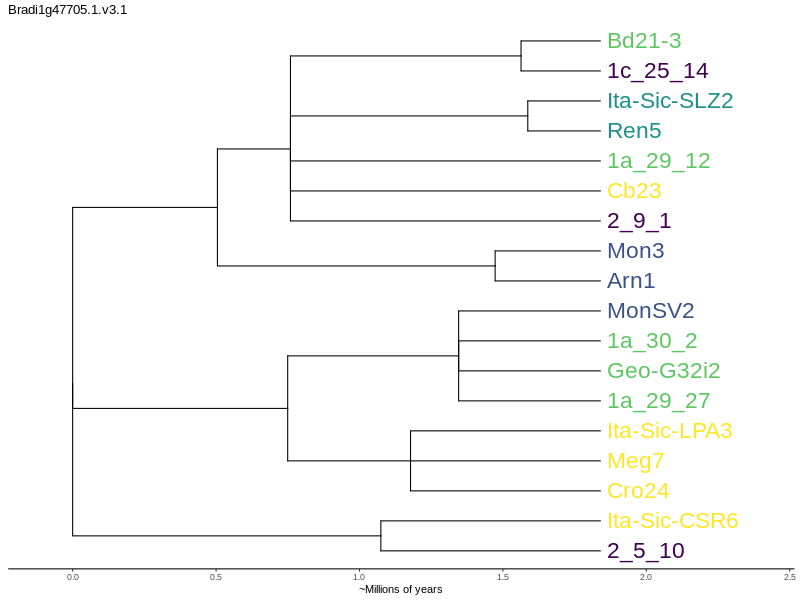 Bradi1g47705.1.v3.1
Bd21-3
1c_25_14
Ita-Sic-SLZ2
Ren5
1a_29_12
Cb23
2_9_1
Mon3
Arn1
MonSV2
1a_30_2
Geo-G32i2
1a_29_27
Ita-Sic-LPA3
Meg7
Cro24
Ita-Sic-CSR6
2_5_10
0.0 0.5 1.0 1.5 2.0 2.5
~Millions of years